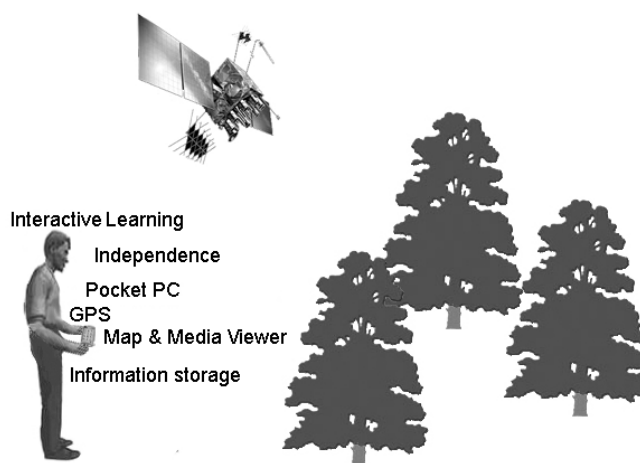 Interactive Learning
Independence
Pocket PC
GPS
Map & Media Viewer
Information storage